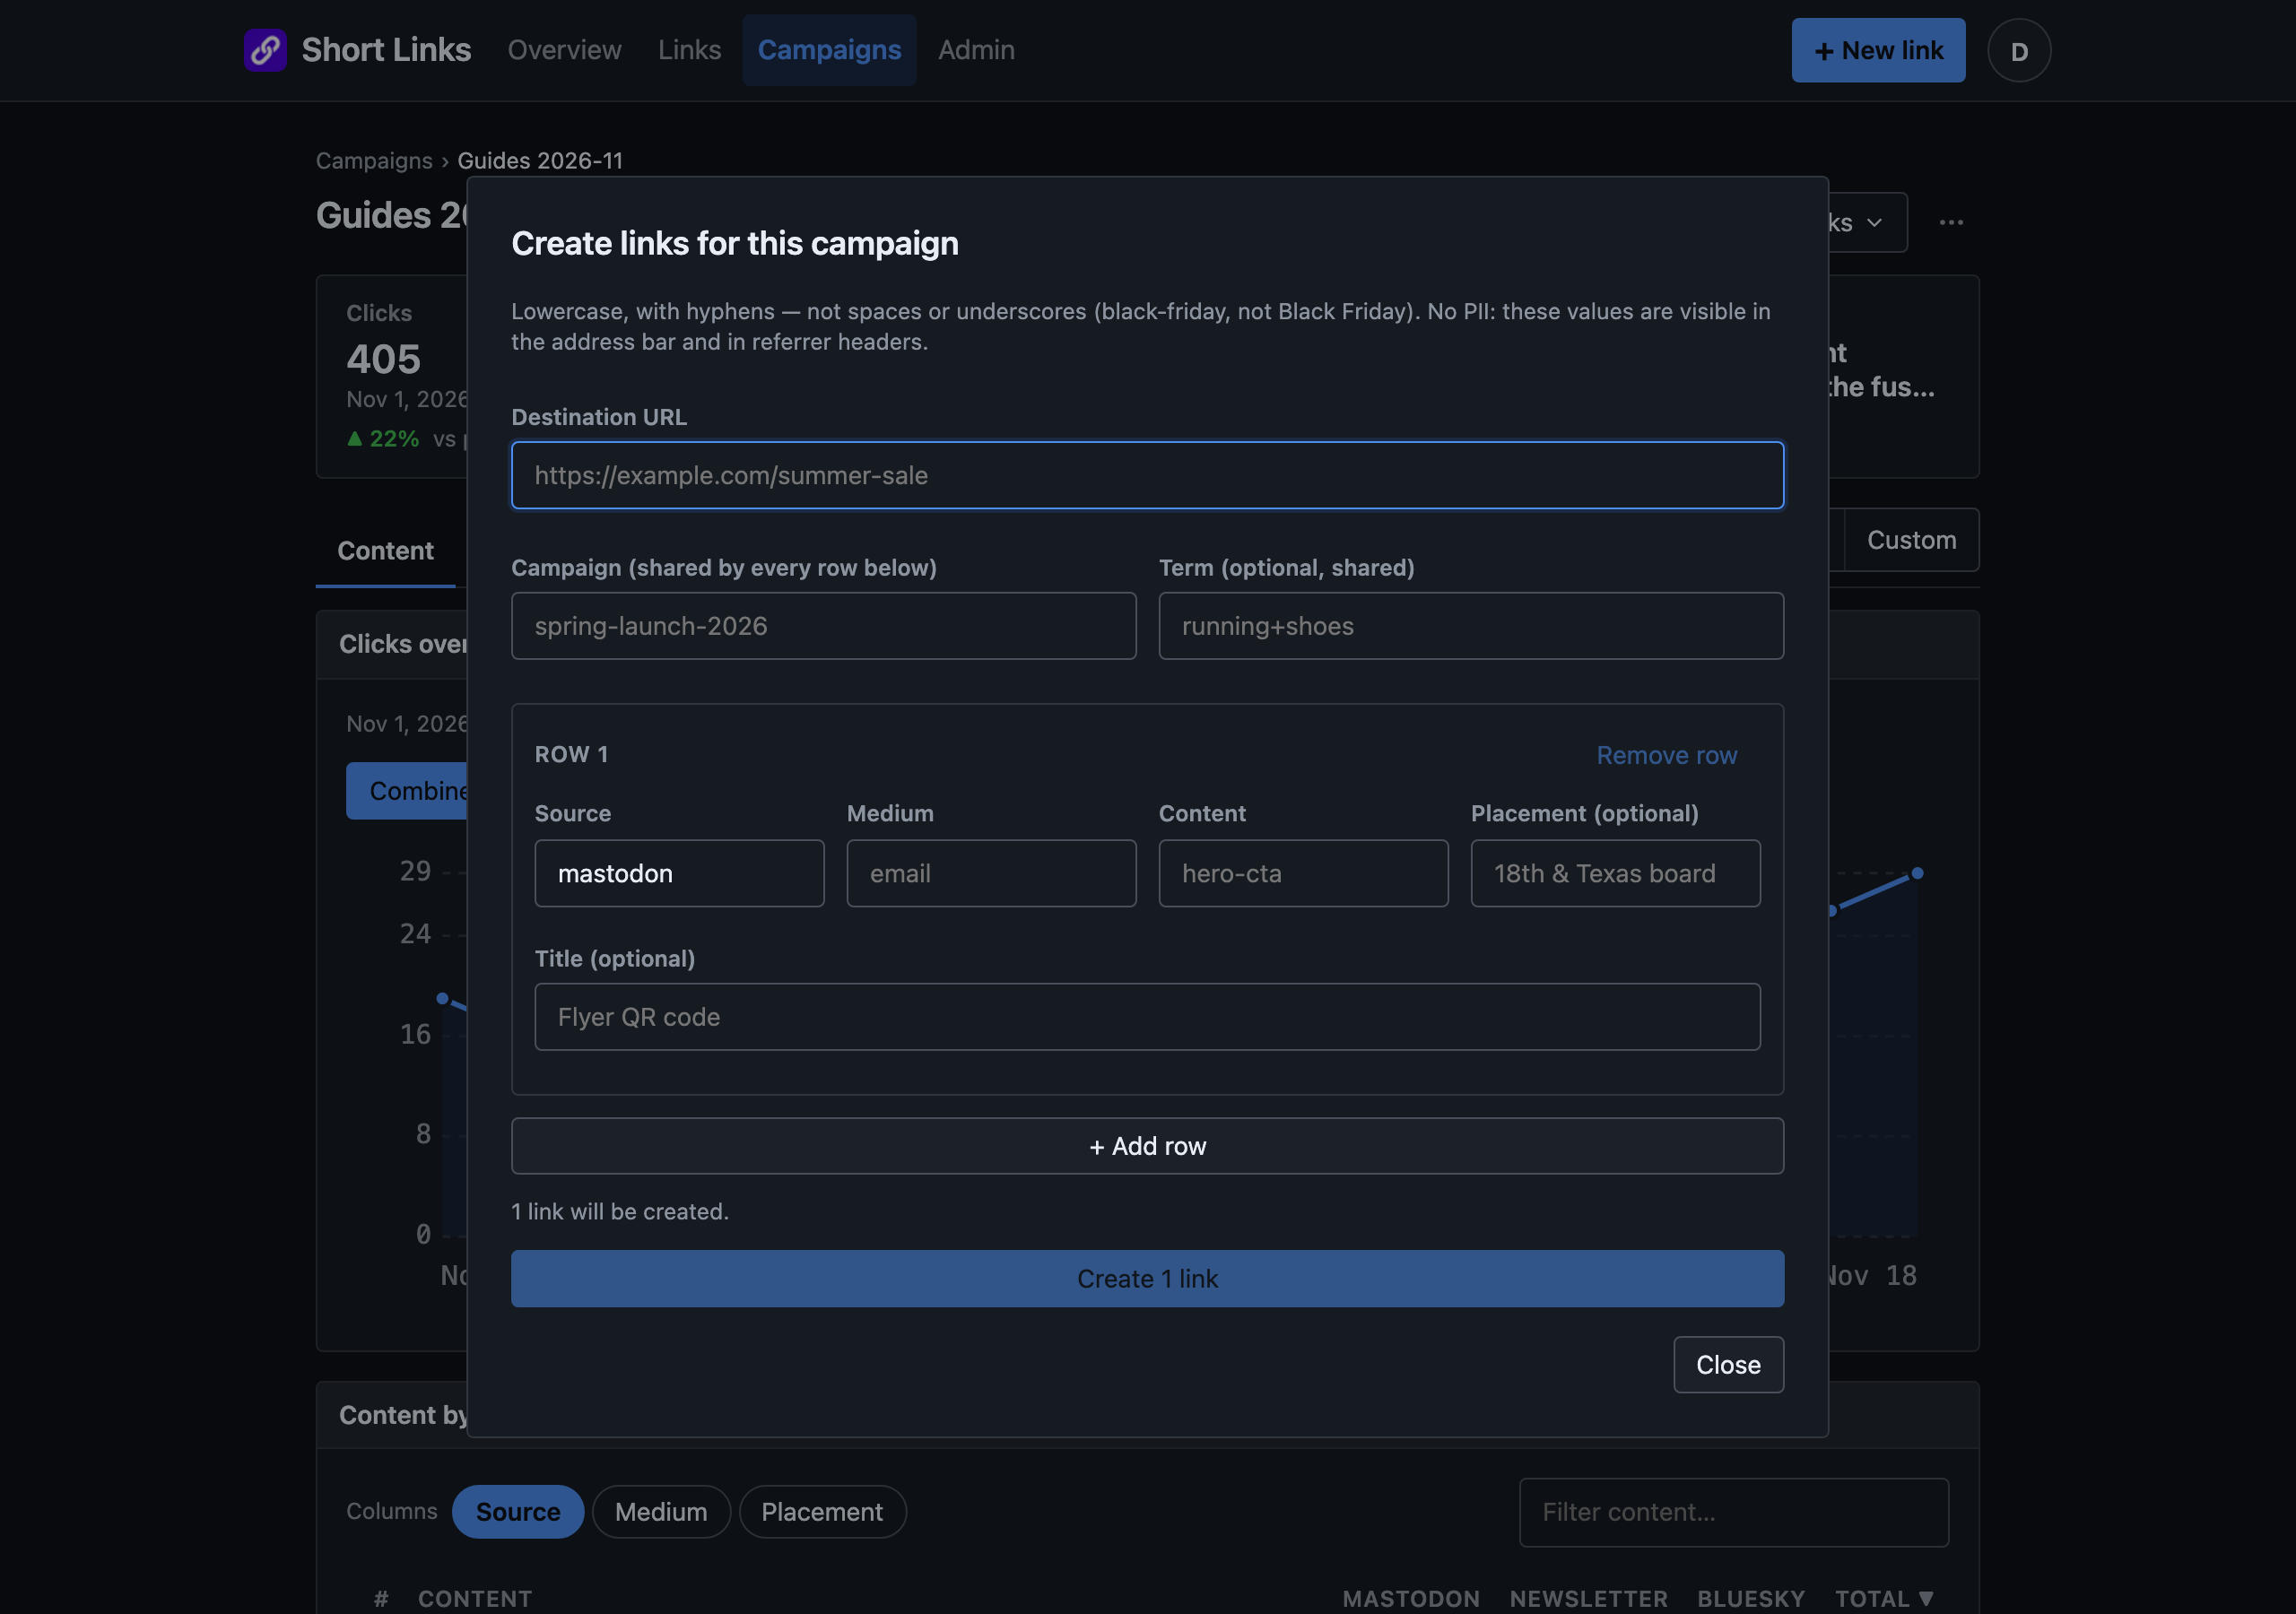 Short Links
Overview
Links
Campaigns
Admin
+ New link
D
Campaigns › Guides 2026-11
Guides 20
ks
Clicks
405
Nov 1, 2026
▲ 22% vs
nt
the fus...
Content
Custom
Clicks over
Nov 1, 2026
Combine
29
24
16
8
0
No
Nov 18
Create links for this campaign
Lowercase, with hyphens — not spaces or underscores (black-friday, not Black Friday). No PII: these values are visible in
the address bar and in referrer headers.
Destination URL
https://example.com/summer-sale
Campaign (shared by every row below)
Term (optional, shared)
spring-launch-2026
running+shoes
ROW 1
Remove row
Source
Medium
Content
Placement (optional)
mastodon
email
hero-cta
18th & Texas board
Title (optional)
Flyer QR code
+ Add row
1 link will be created.
Create 1 link
Close
Content by
Columns
Source
Medium
Placement
Filter content...
# CONTENT MASTODON NEWSLETTER BLUESKY TOTAL ▼